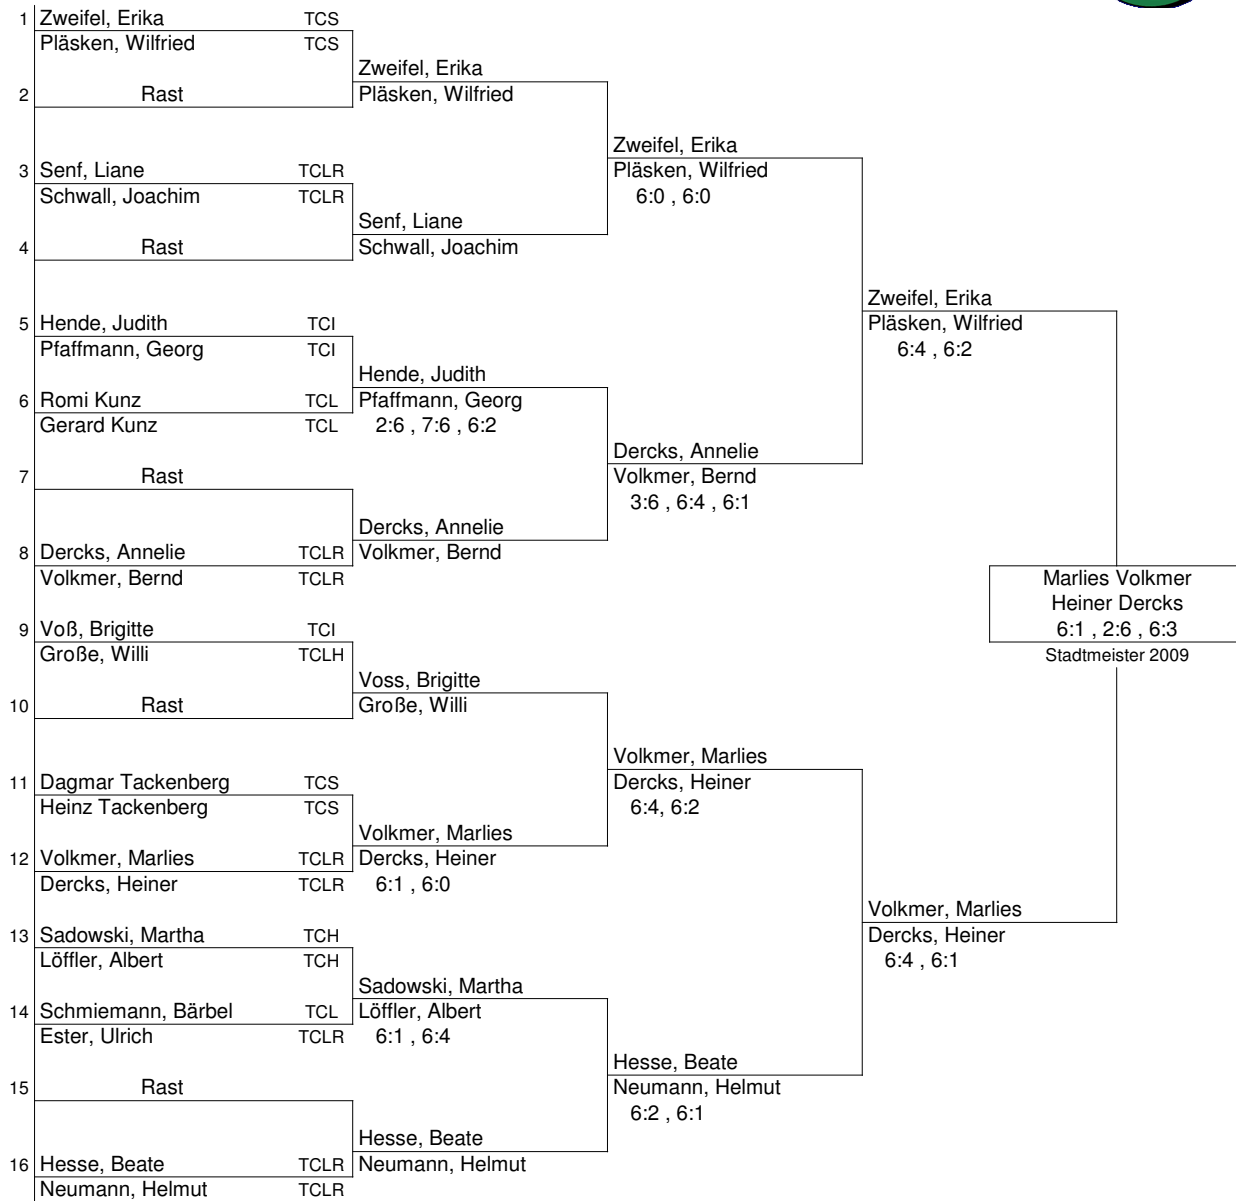 1 Zweifel, Erika TCS
Pläsken, Wilfried TCS
Zweifel, Erika
2 Rast Pläsken, Wilfried
Zweifel, Erika
3 Senf, Liane TCLR Pläsken, Wilfried
Schwall, Joachim TCLR 6:0 , 6:0
Senf, Liane
4 Rast Schwall, Joachim
Zweifel, Erika
5 Hende, Judith TCI Pläsken, Wilfried
Pfaffmann, Georg TCI 6:4 , 6:2
Hende, Judith
6 Romi Kunz TCL Pfaffmann, Georg
Gerard Kunz TCL 2:6 , 7:6 , 6:2
Dercks, Annelie
7 Rast Volkmer, Bernd
3:6 , 6:4 , 6:1
Dercks, Annelie
8 Dercks, Annelie TCLR Volkmer, Bernd
Volkmer, Bernd TCLR Marlies Volkmer
Heiner Dercks
9 Voß, Brigitte TCI 6:1 , 2:6 , 6:3
Große, Willi TCLH Stadtmeister 2009
Voss, Brigitte
10 Rast Große, Willi
Volkmer, Marlies
11 Dagmar Tackenberg TCS Dercks, Heiner
Heinz Tackenberg TCS 6:4, 6:2
Volkmer, Marlies
12 Volkmer, Marlies TCLR Dercks, Heiner
Dercks, Heiner TCLR 6:1 , 6:0
Volkmer, Marlies
13 Sadowski, Martha TCH Dercks, Heiner
Löffler, Albert TCH 6:4 , 6:1
Sadowski, Martha
14 Schmiemann, Bärbel TCL Löffler, Albert
Ester, Ulrich TCLR 6:1 , 6:4
Hesse, Beate
15 Rast Neumann, Helmut
6:2 , 6:1
Hesse, Beate
16 Hesse, Beate TCLR Neumann, Helmut
Neumann, Helmut TCLR